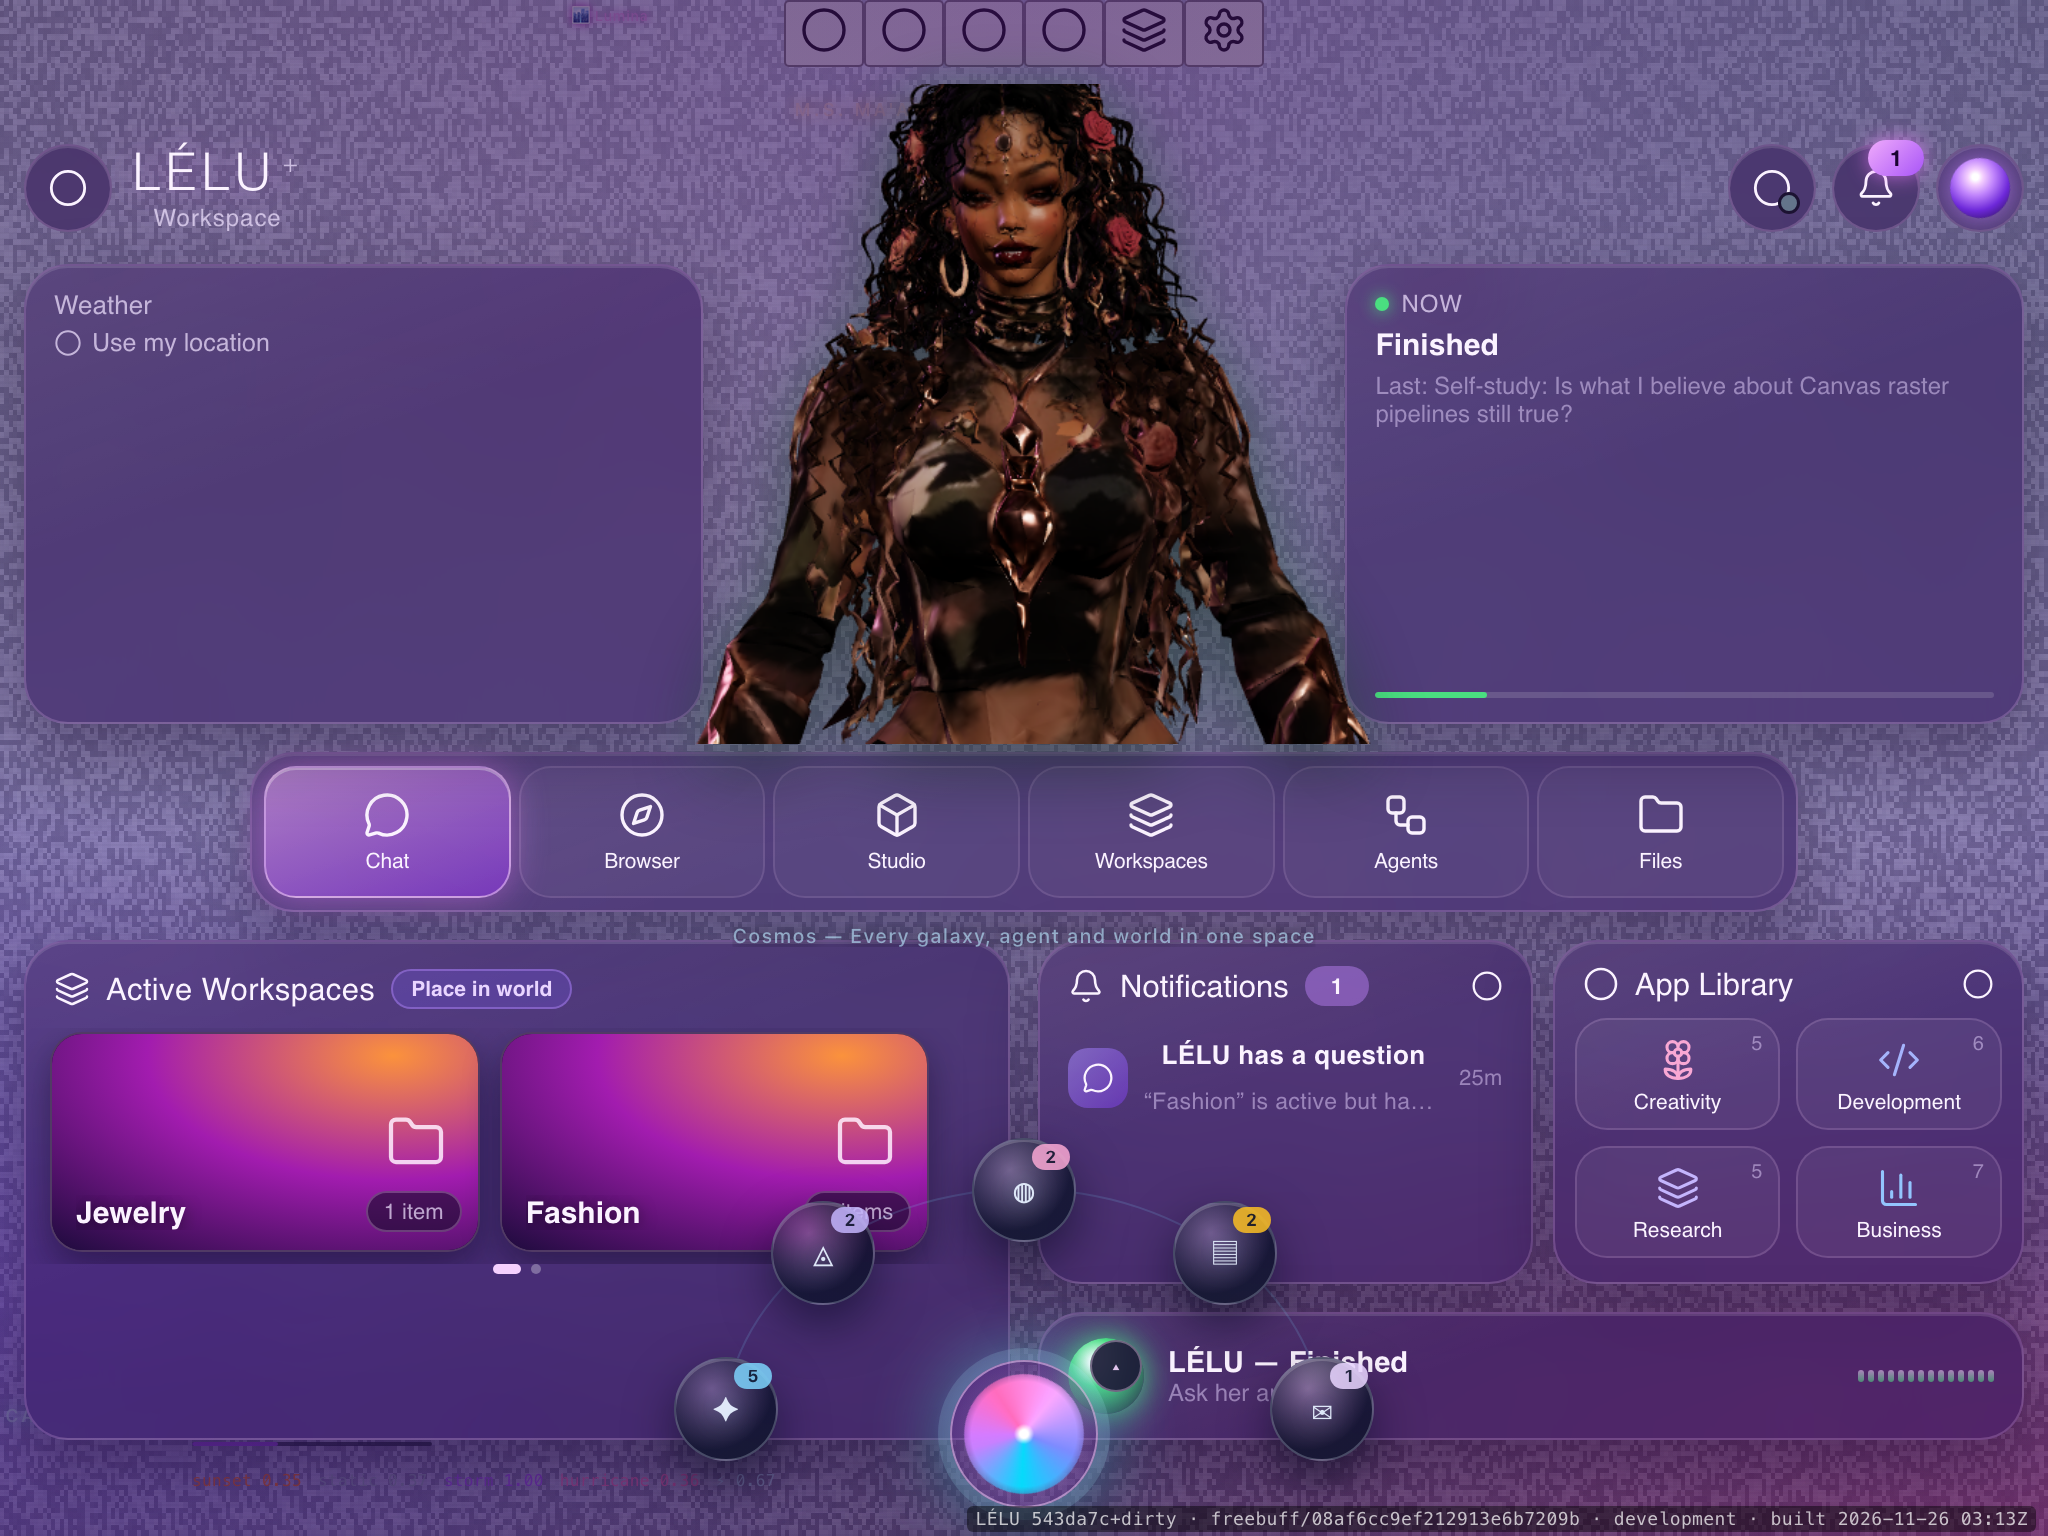 LÉLU +
Workspace
1
Weather
Use my location
NOW
Finished
Last: Self-study: Is what I believe about Canvas raster
pipelines still true?
Chat
Browser
Studio
Workspaces
Agents
Files
Cosmos — Every galaxy, agent and world in one space
Active Workspaces
Place in world
Jewelry
1 item
Fashion
Notifications
1
LÉLU has a question
“Fashion” is active but ha…
25m
App Library
Creativity
5
Development
6
Research
5
Business
7
2
2
2
5
1
LÉLU — Finished
Ask her
0.67
LÉLU 543da7c+dirty · freebuff/08af6cc9ef212913e6b7209b · development · built 2026-11-26 03:13Z